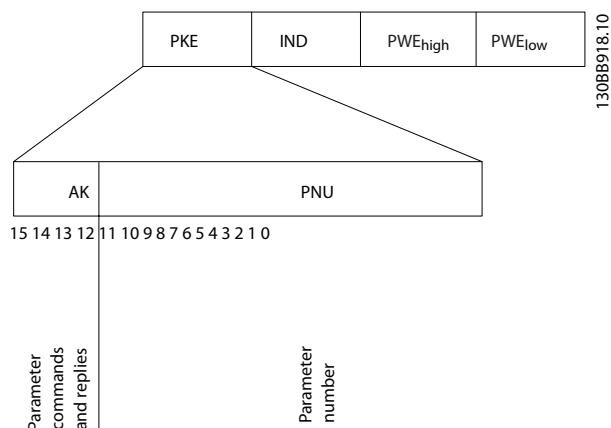 PKE IND PWEhigh PWElow
130BB918.10
AK PNU
15 14 13 12 11 10 9 8 7 6 5 4 3 2 1 0
Parameter
commands
and replies
Parameter
number